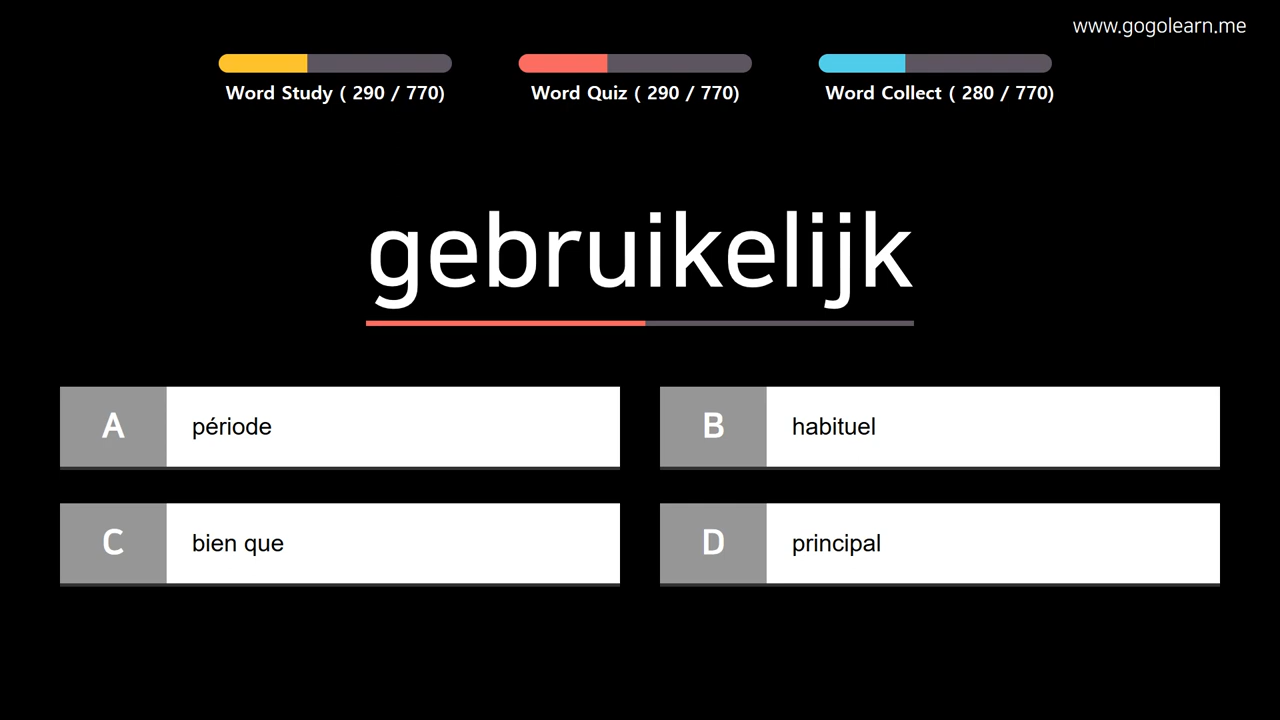 www.gogolearn.me
Word Study ( 290 / 770)
Word Quiz ( 290 / 770)
Word Collect ( 280 / 770)
gebruikelijk
A période
B habituel
C bien que
D principal